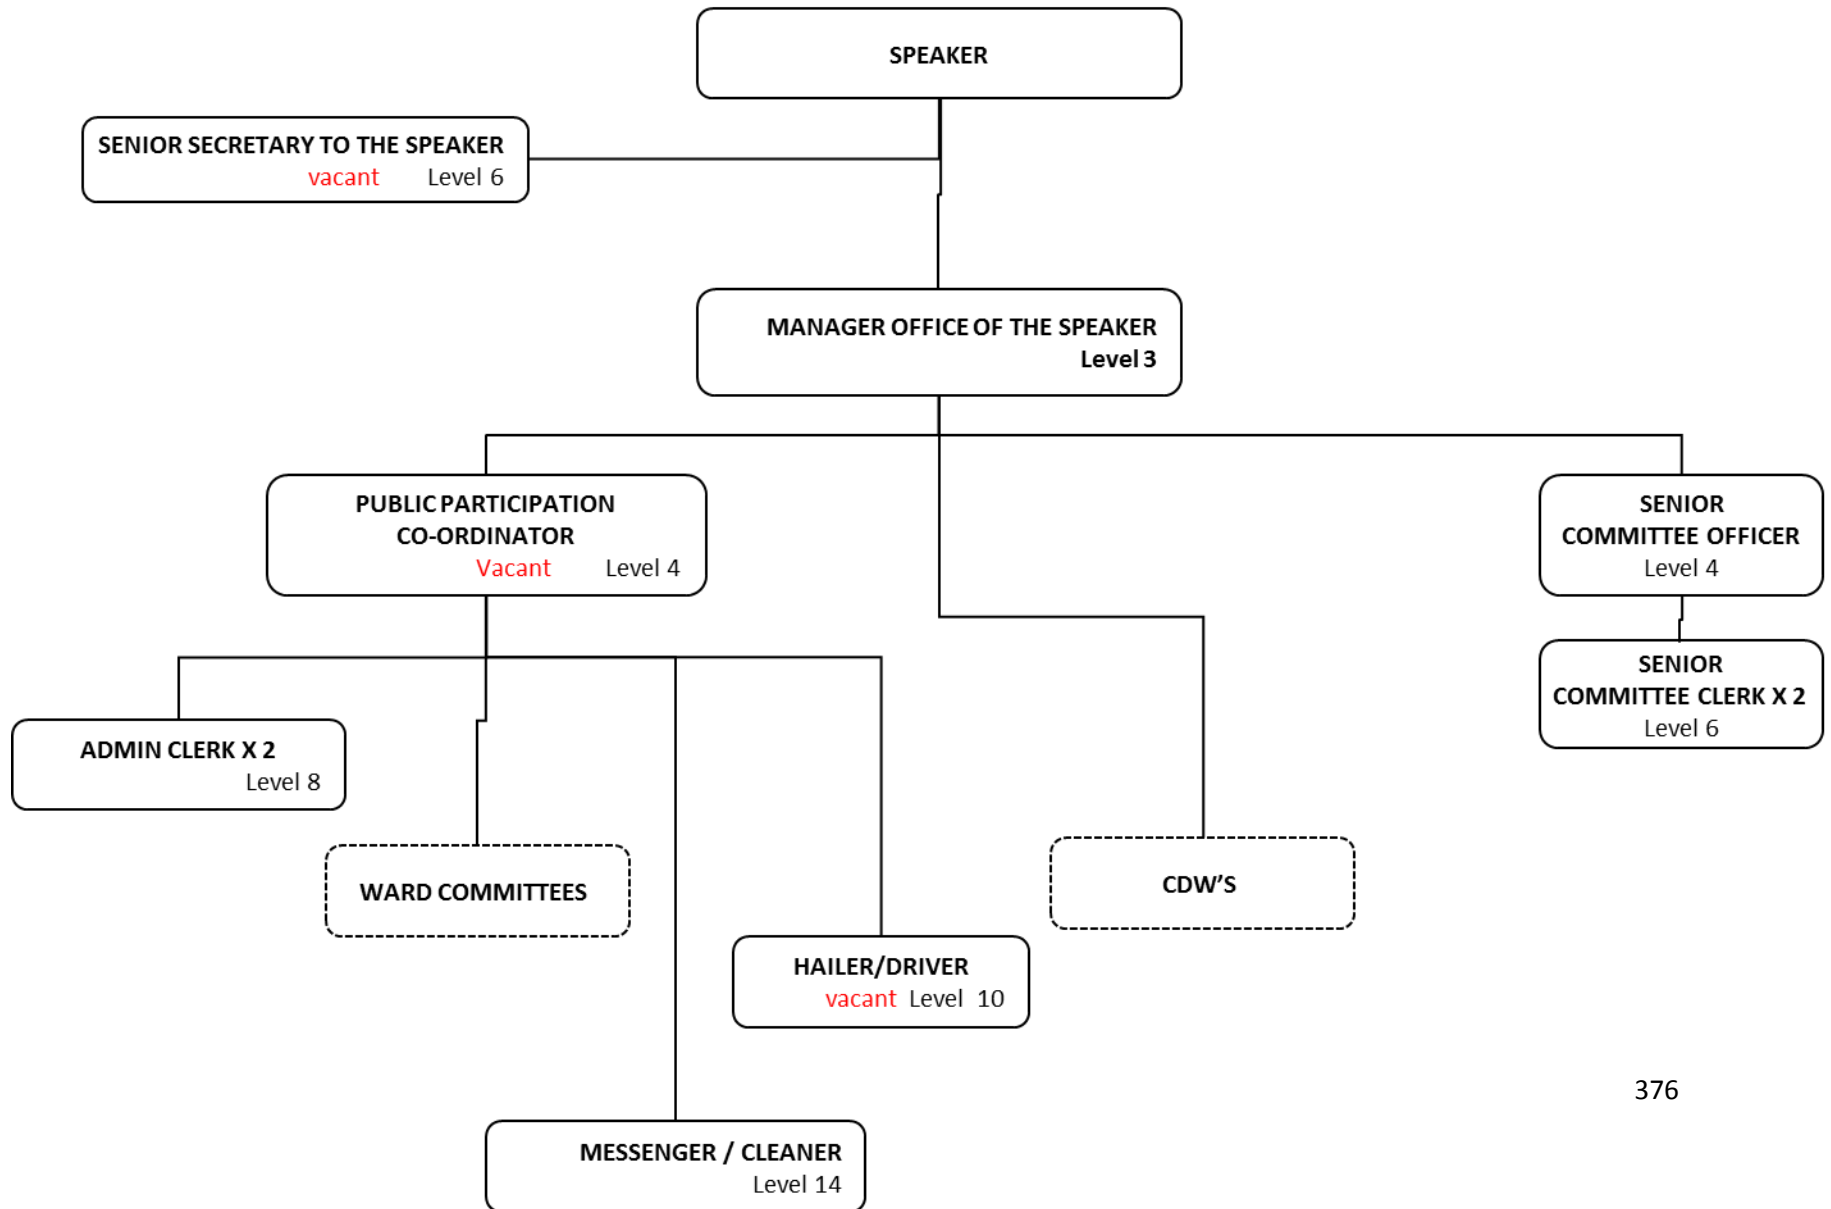 SPEAKER
SENIOR SECRETARY TO THE SPEAKER
vacant Level 6
MANAGER OFFICE OF THE SPEAKER
Level 3
PUBLIC PARTICIPATION
CO-ORDINATOR
Vacant Level 4
SENIOR
COMMITTEE OFFICER
Level 4
SENIOR
COMMITTEE CLERK X 2
Level 6
ADMIN CLERK X 2
Level 8
WARD COMMITTEES
CDW'S
HAILER/DRIVER
vacant Level 10
376
MESSENGER / CLEANER
Level 14